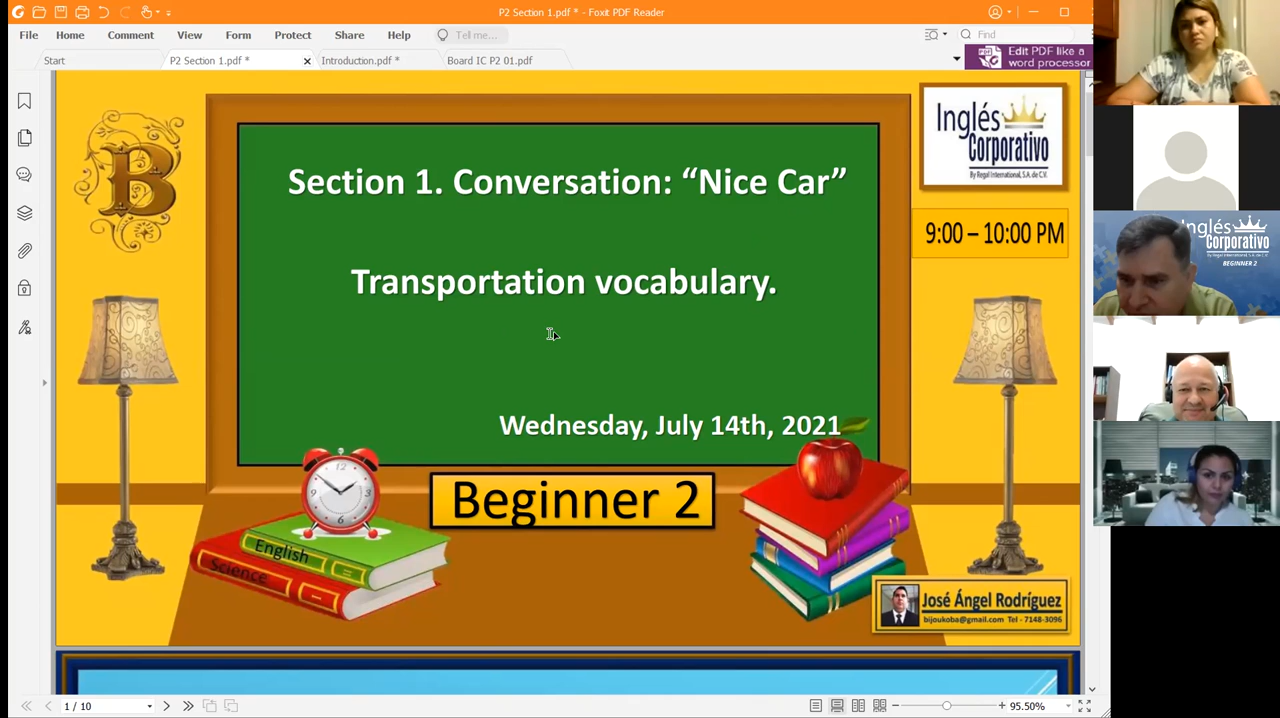 P2 Section 1.pdf * - Foxit PDF Reader
File Home Comment View Form Protect Share Help Tell me... Find
Start P2 Section 1.pdf * Introduction.pdf * Board IC P2 01.pdf
Edit PDF like a
word processor
B
Section 1. Conversation: “Nice Car”
Transportation vocabulary.
Wednesday, July 14th, 2021
Beginner 2
Inglés
Corporativo
By Regal International, S.A. de C.V.
9:00 – 10:00 PM
12
3
6
9
English
Science
José Ángel Rodríguez
bijoukoba@gmail.com Tel - 7148-3096
Inglés
Corporativo
BEGINNER 2
1 / 10
95.50%